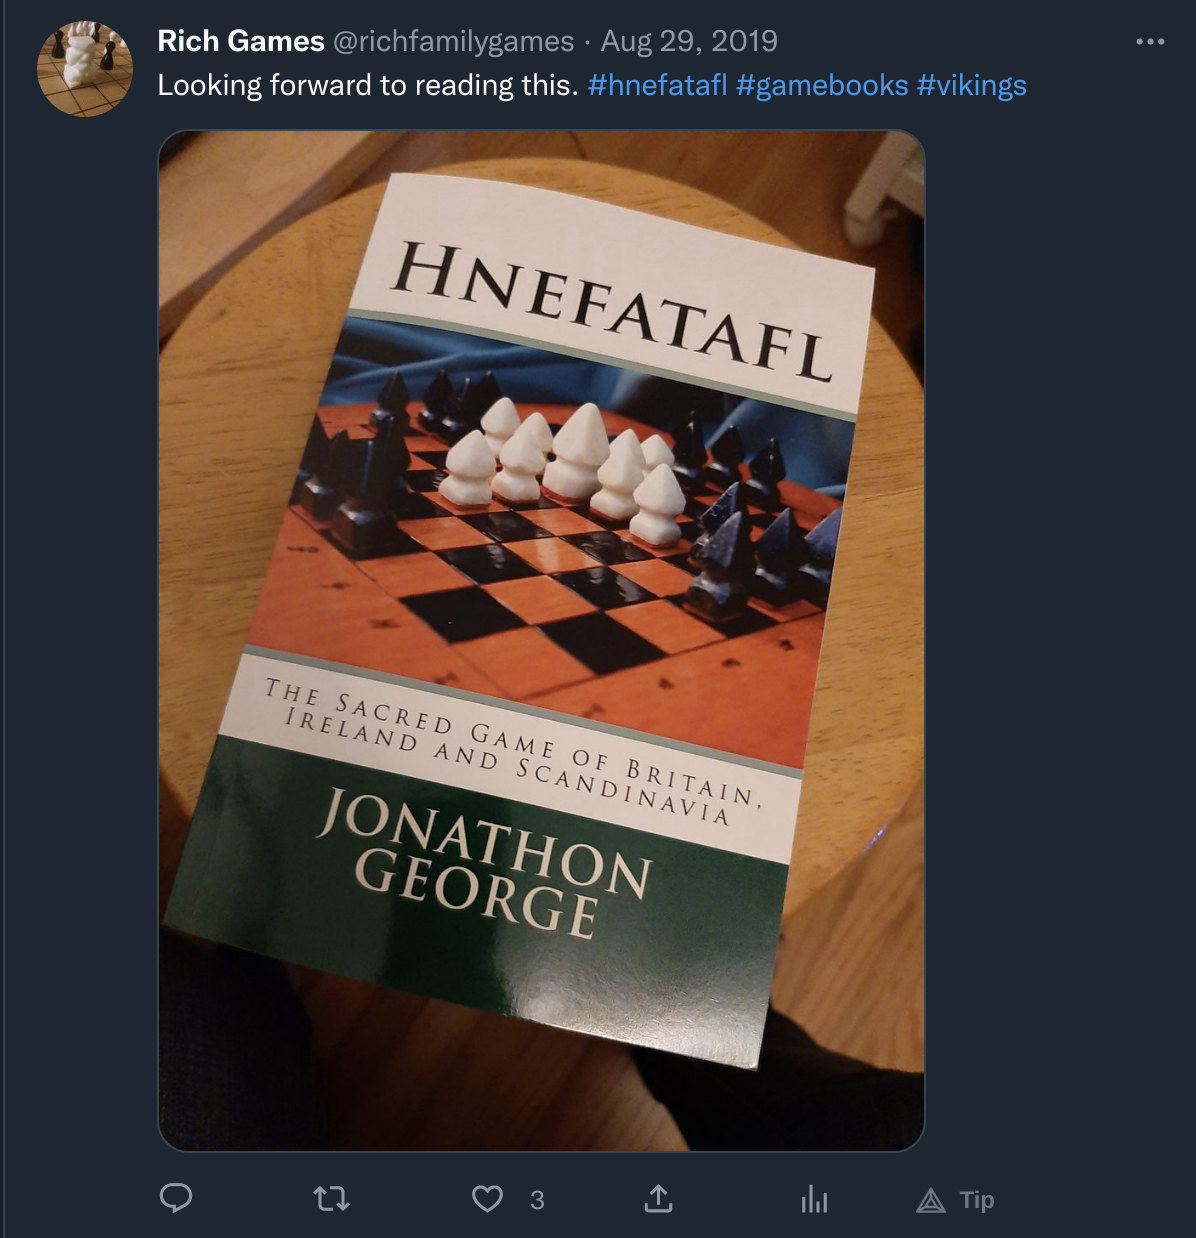 Rich Games @richfamilygames · Aug 29, 2019
Looking forward to reading this. #hnefatafl #gamebooks #vikings
HNEFATAFL
THE SACRED GAME OF BRITAIN,
IRELAND AND SCANDINAVIA
JONATHON
GEORGE
3
Tip